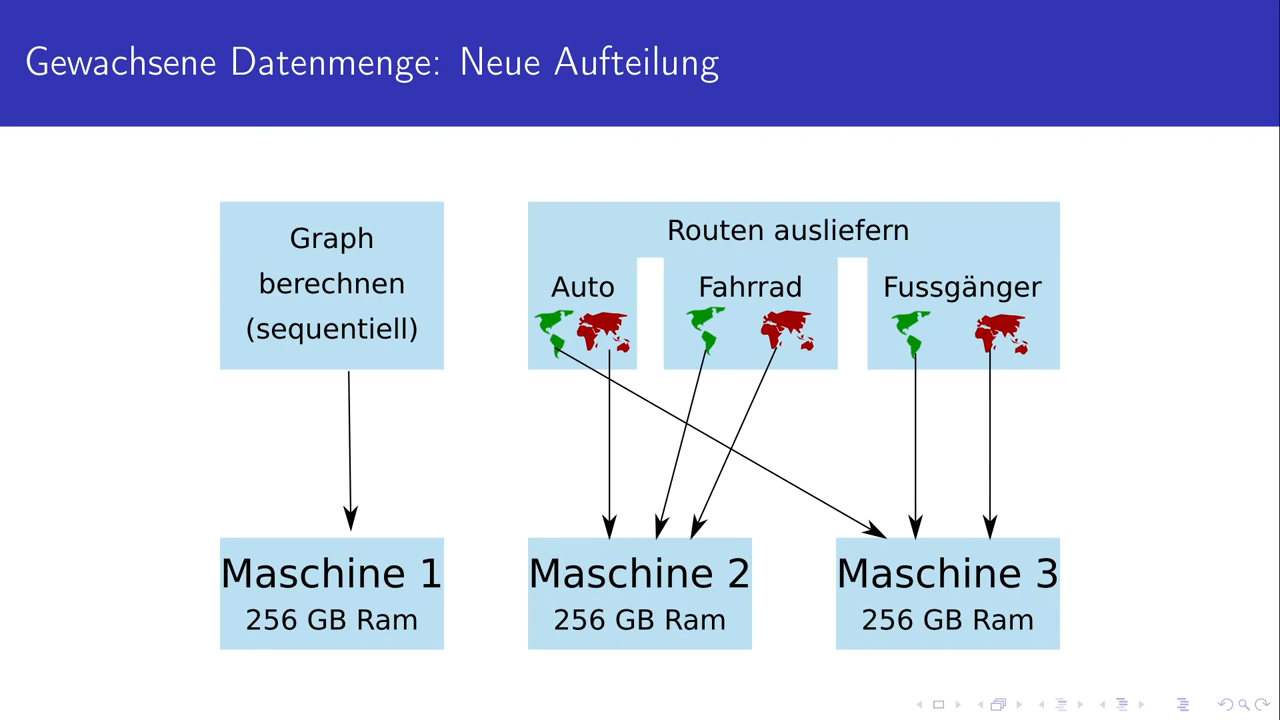 Gewachsene Datenmenge: Neue Aufteilung
Graph
berechnen
(sequentiell)
Routen ausliefern
Auto
Fahrrad
Fussgänger
Maschine 1
256 GB Ram
Maschine 2
256 GB Ram
Maschine 3
256 GB Ram